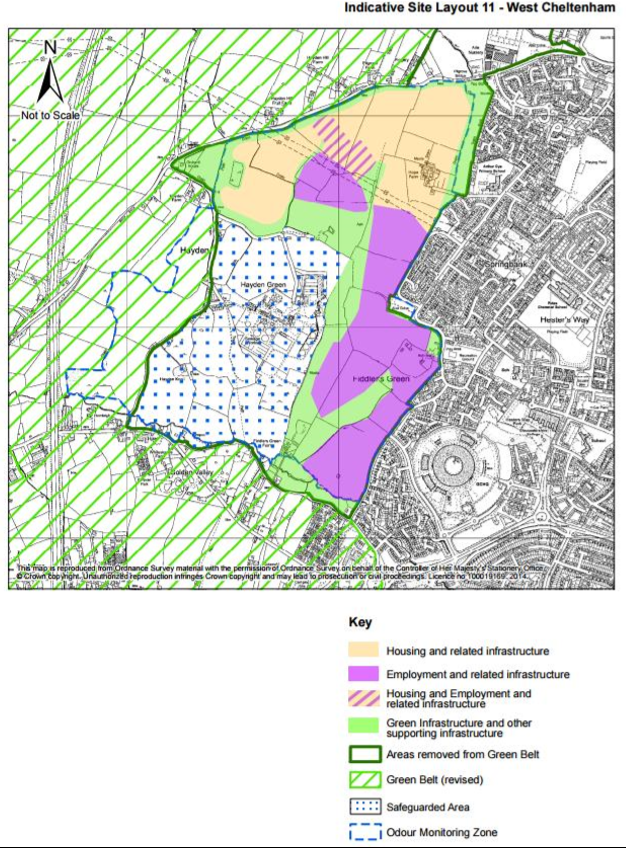 Indicative Site Layout 11 - West Cheltenham
N
Not to Scale
Hayden
Springbank
Hayden Green
Hester's Way
Fiddler's Green
Golden Valley
This map is reproduced from Ordnance Survey material with the permission of Ordnance Survey on behalf of the Controller of Her Majesty's Stationery Office
© Crown copyright. Unauthorized reproduction infringes Crown copyright and may lead to prosecution or civil proceedings. Licence no 100019169. 2014.
Key
Housing and related infrastructure
Employment and related infrastructure
Housing and Employment and
related infrastructure
Green Infrastructure and other
supporting infrastructure
Areas removed from Green Belt
Green Belt (revised)
Safeguarded Area
Odour Monitoring Zone